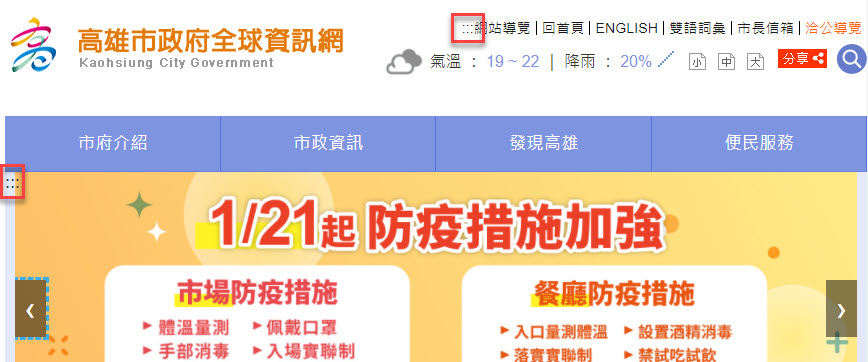 :::網站導覽 | 回首頁 | ENGLISH | 雙語詞彙 | 市長信箱 | 洽公導覽
高雄市政府全球資訊網
Kaohsiung City Government
氣溫 : 19 ~ 22 | 降雨 : 20% 小 中 大 分享
市府介紹 市政資訊 發現高雄 便民服務
:::
1/21起 防疫措施加強
市場防疫措施
體溫量測 佩戴口罩
手部消毒 入場實聯制
餐廳防疫措施
入口量測體溫 設置酒精消毒
落實實聯制 禁試吃試飲